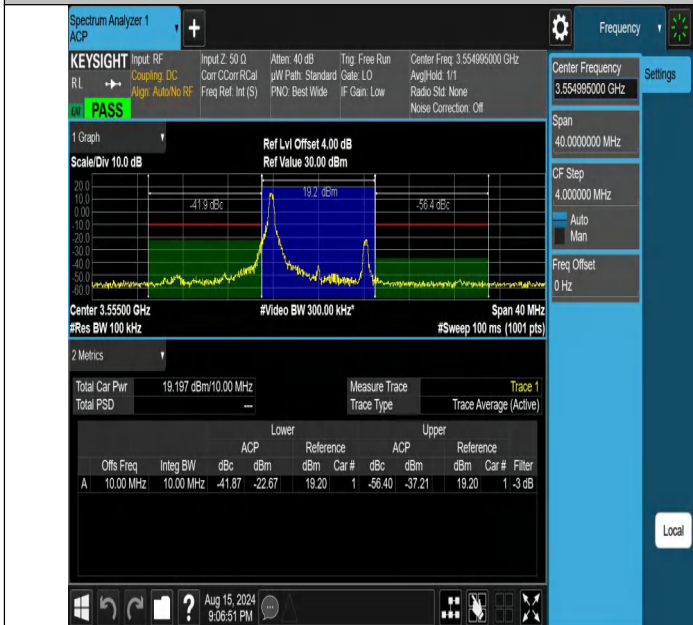 Spectrum Analyzer 1
ACP
+
Frequency
KEYSIGHT Input: RF Input Z: 50 Ω Atten: 40 dB Trig: Free Run Center Freq: 3.554995000 GHz
RL Coupling: DC Corr CCorr RCal µW Path: Standard Gate: LO Avg|Hold: 1/1
Align: Auto/No RF Freq Ref: Int (S) PNO: Best Wide IF Gain: Low Radio Std: None
PASS Noise Correction: Off
Center Frequency
3.554995000 GHz
Settings
Span
40.0000000 MHz
CF Step
4.000000 MHz
Auto
Man
Freq Offset
0 Hz
1 Graph
Ref Lvl Offset 4.00 dB
Scale/Div 10.0 dB Ref Value 30.00 dBm
20.0
10.0
0.00
-10.0
-20.0
-30.0
-40.0
-50.0
-60.0
-41.9 dBc 19.2 dBm -56.4 dBc
Center 3.55500 GHz #Video BW 300.00 kHz* Span 40 MHz
#Res BW 100 kHz #Sweep 100 ms (1001 pts)
2 Metrics
Total Car Pwr 19.197 dBm/10.00 MHz Measure Trace Trace 1
Total PSD --- Trace Type Trace Average (Active)
Lower Upper
ACP Reference ACP Reference
Offs Freq Integ BW dBc dBm dBm Car # dBc dBm dBm Car # Filter
A 10.00 MHz 10.00 MHz -41.87 -22.67 19.20 1 -56.40 -37.21 19.20 1 -3 dB
Local
? Aug 15, 2024
9:06:51 PM